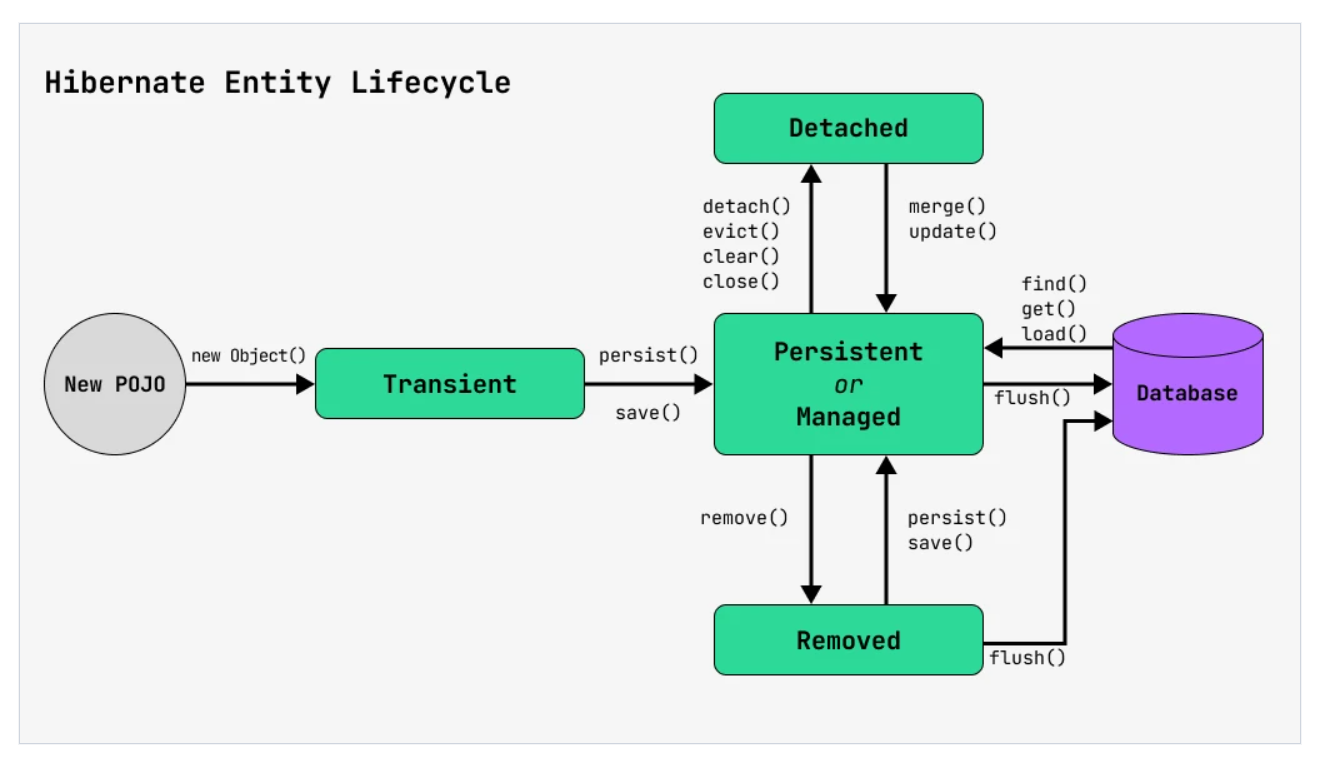 Hibernate Entity Lifecycle
Detached
detach()
evict()
clear()
close()
merge()
update()
find()
get()
load()
New POJO
new Object()
Transient
persist()
save()
Persistent
or
Managed
flush()
Database
remove()
persist()
save()
Removed
flush()